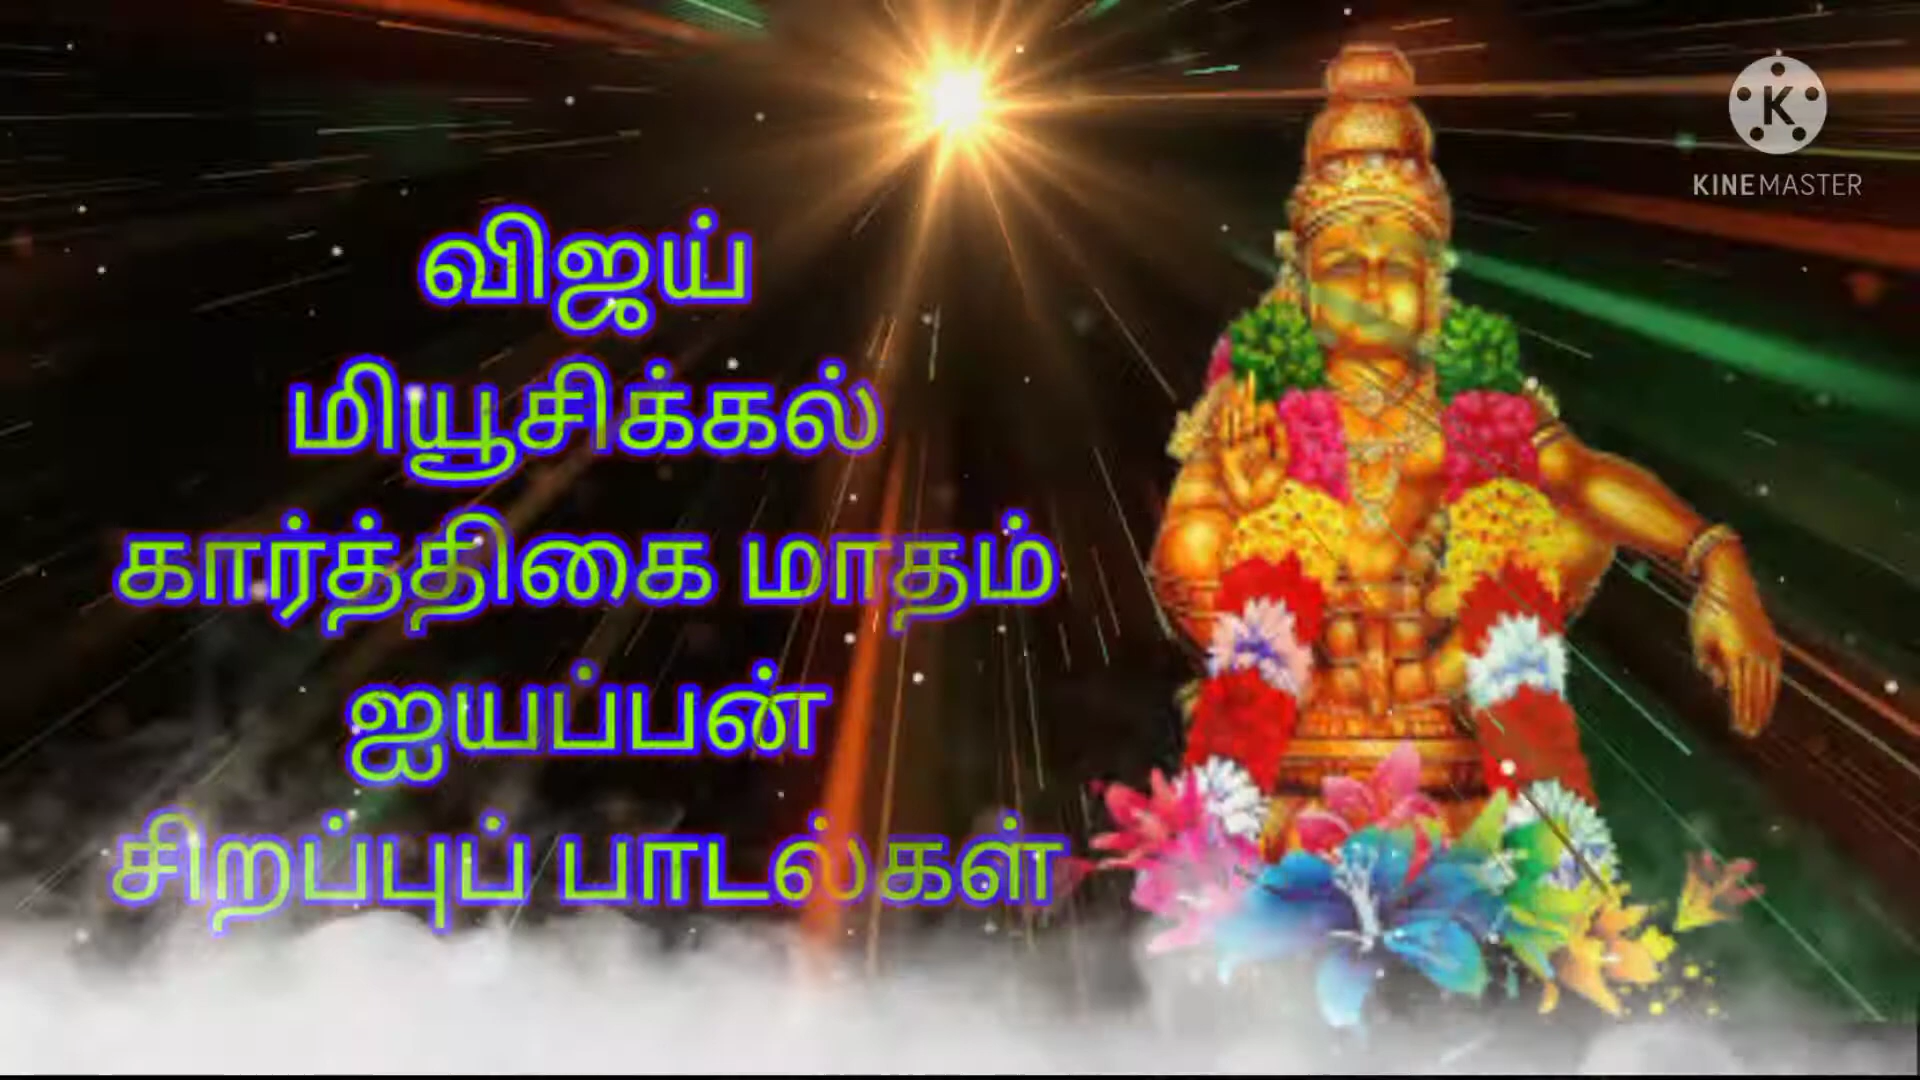 விஜய்
மியூசிக்கல்
கார்த்திகை மாதம்
ஐயப்பன்
சிறப்புப் பாடல்கள்
K
KINEMASTER